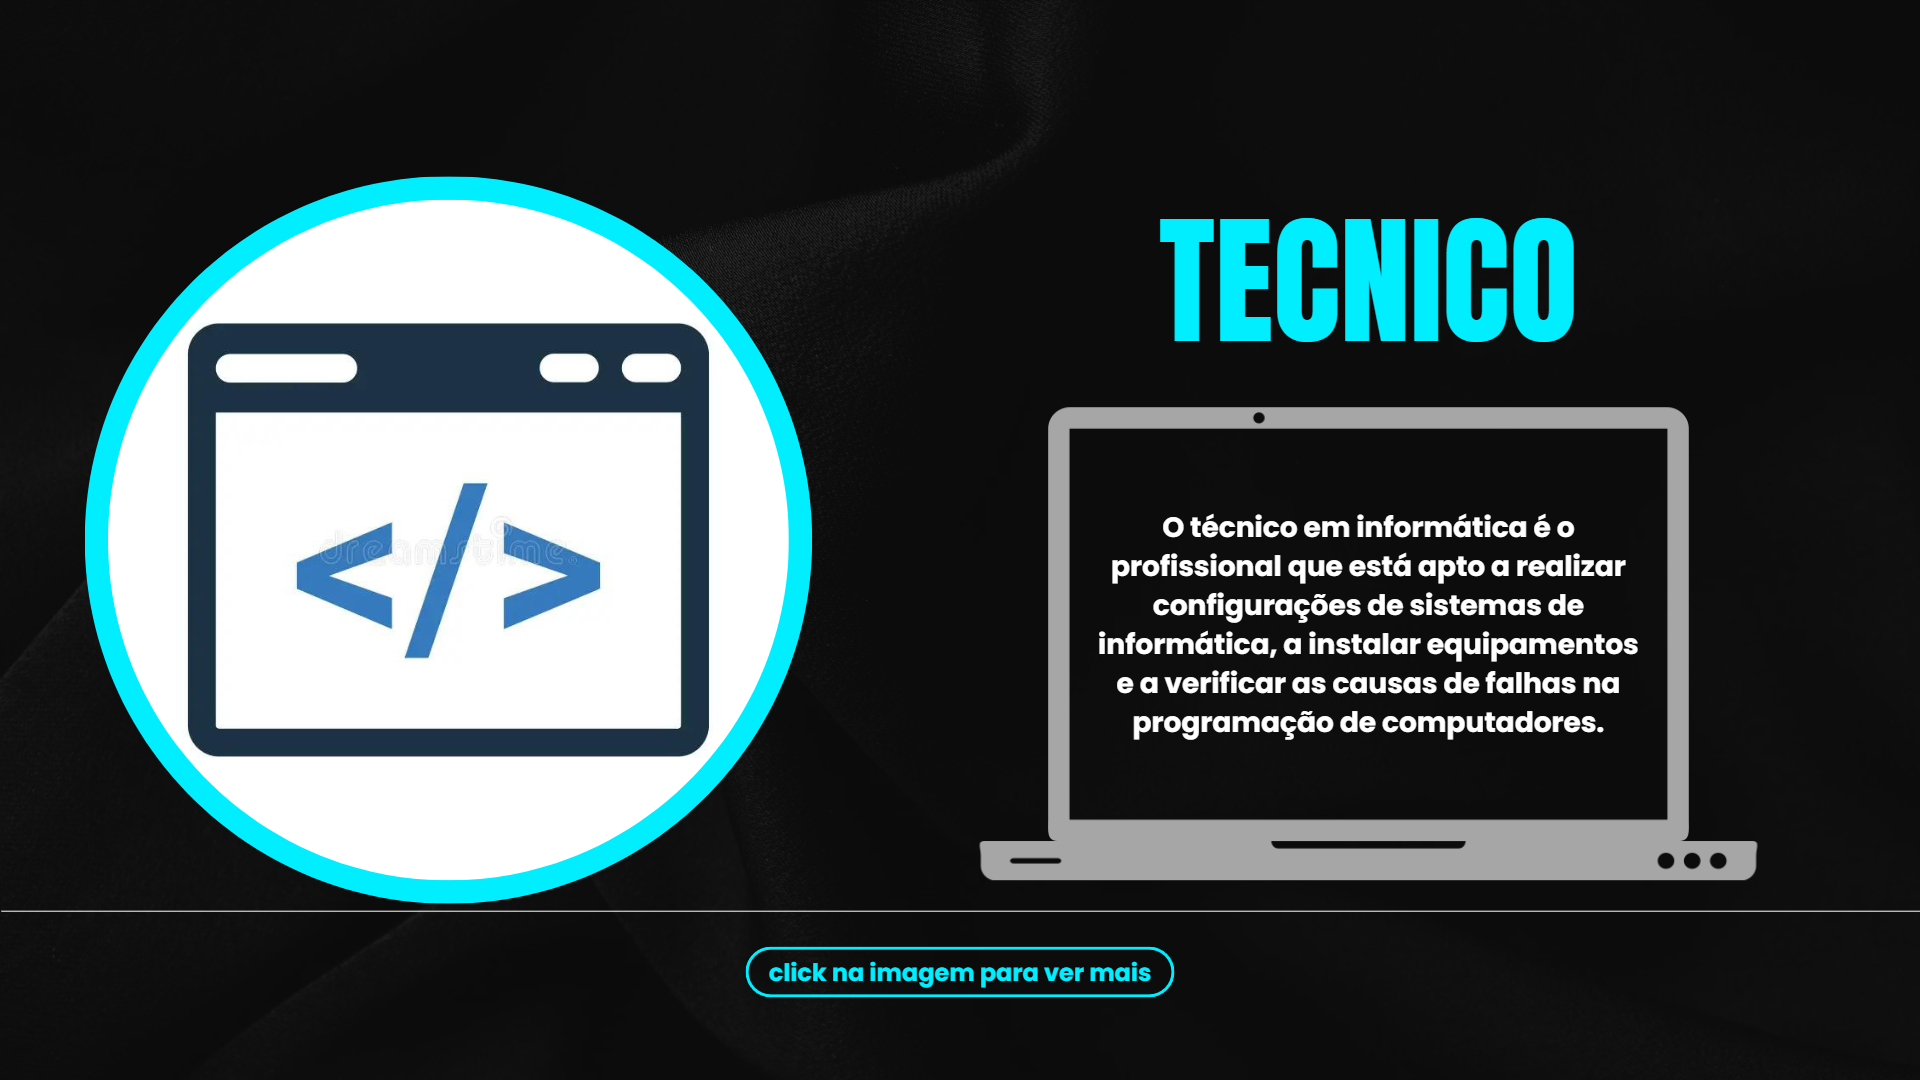 TECNICO
</>
dreamstime
O técnico em informática é o
profissional que está apto a realizar
configurações de sistemas de
informática, a instalar equipamentos
e a verificar as causas de falhas na
programação de computadores.
click na imagem para ver mais